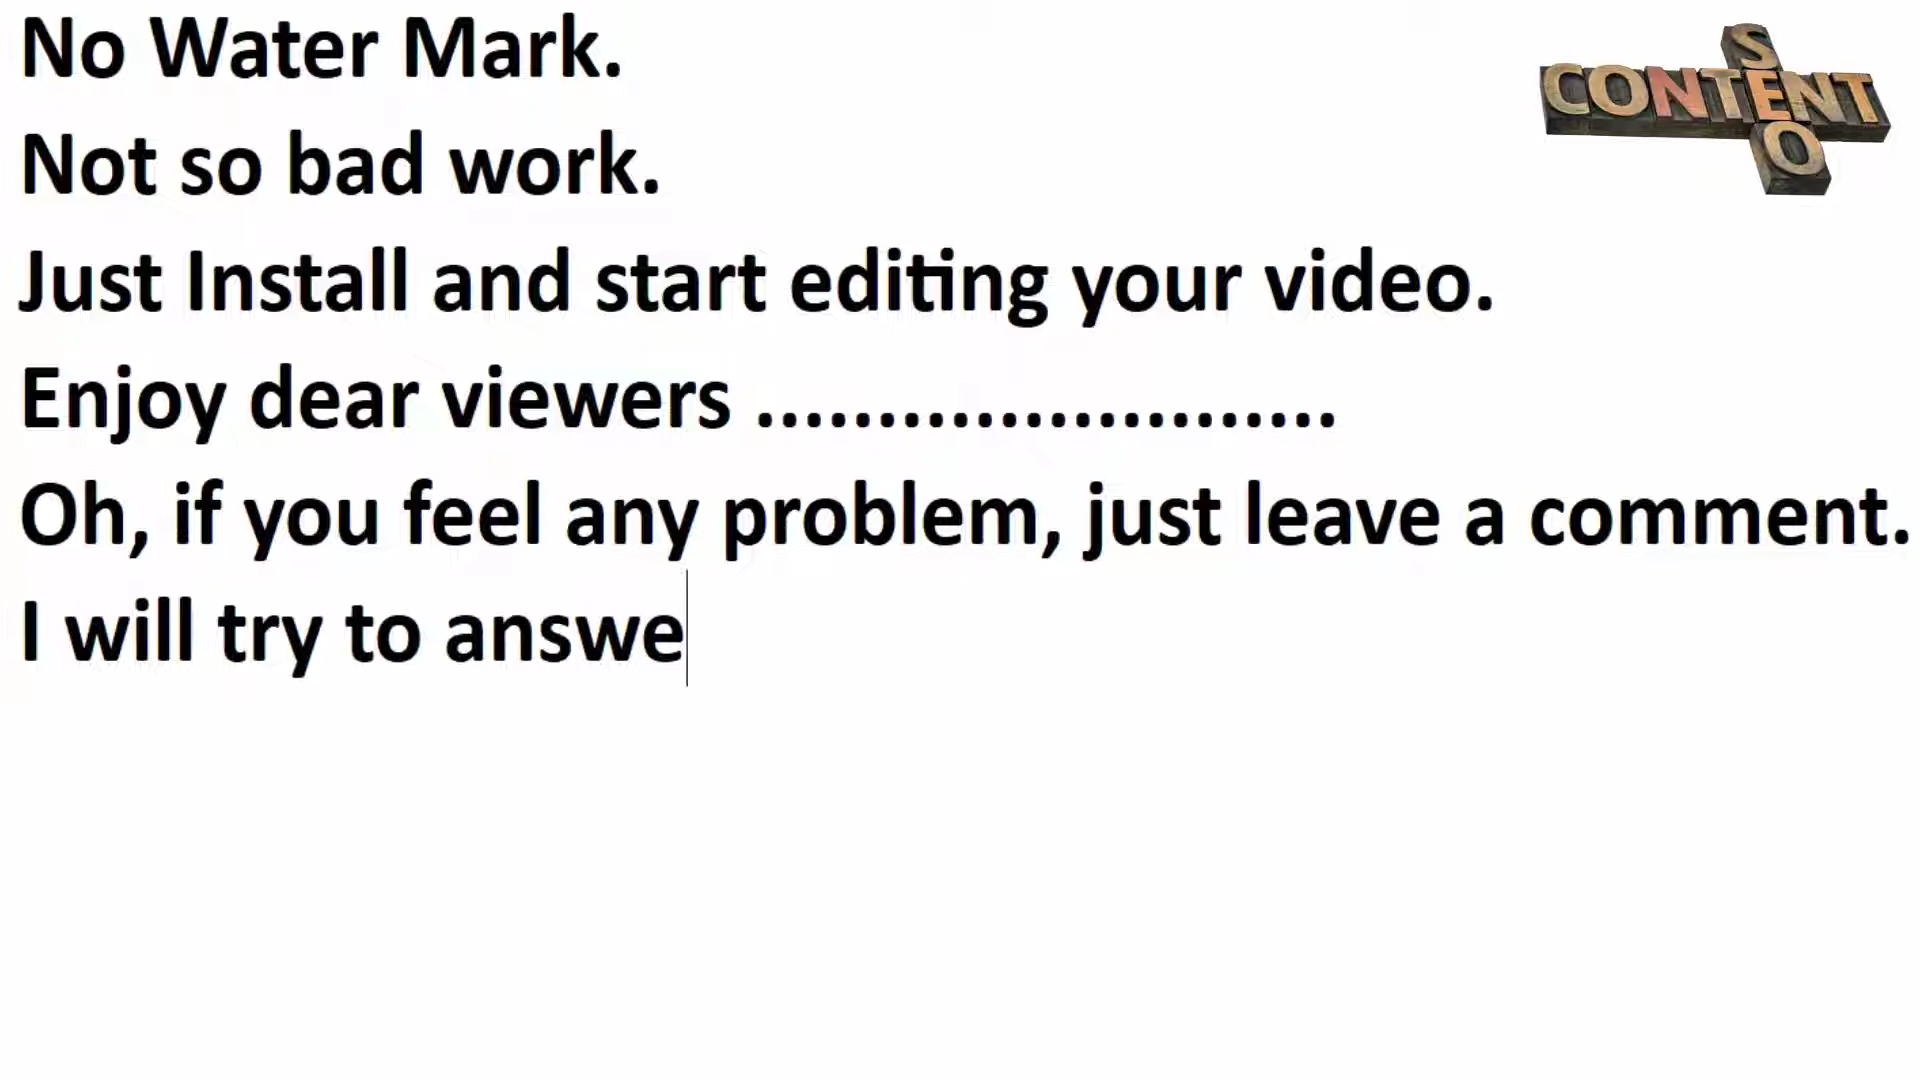 No Water Mark.
Not so bad work.
Just Install and start editing your video.
Enjoy dear viewers ........................
Oh, if you feel any problem, just leave a comment.
I will try to answe
CONTENT
SEO